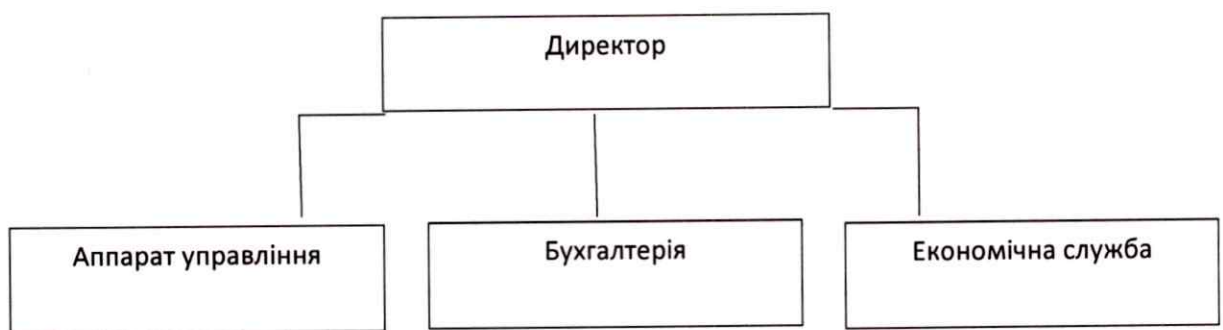 Директор
Аппарат управління
Бухгалтерія
Економічна служба